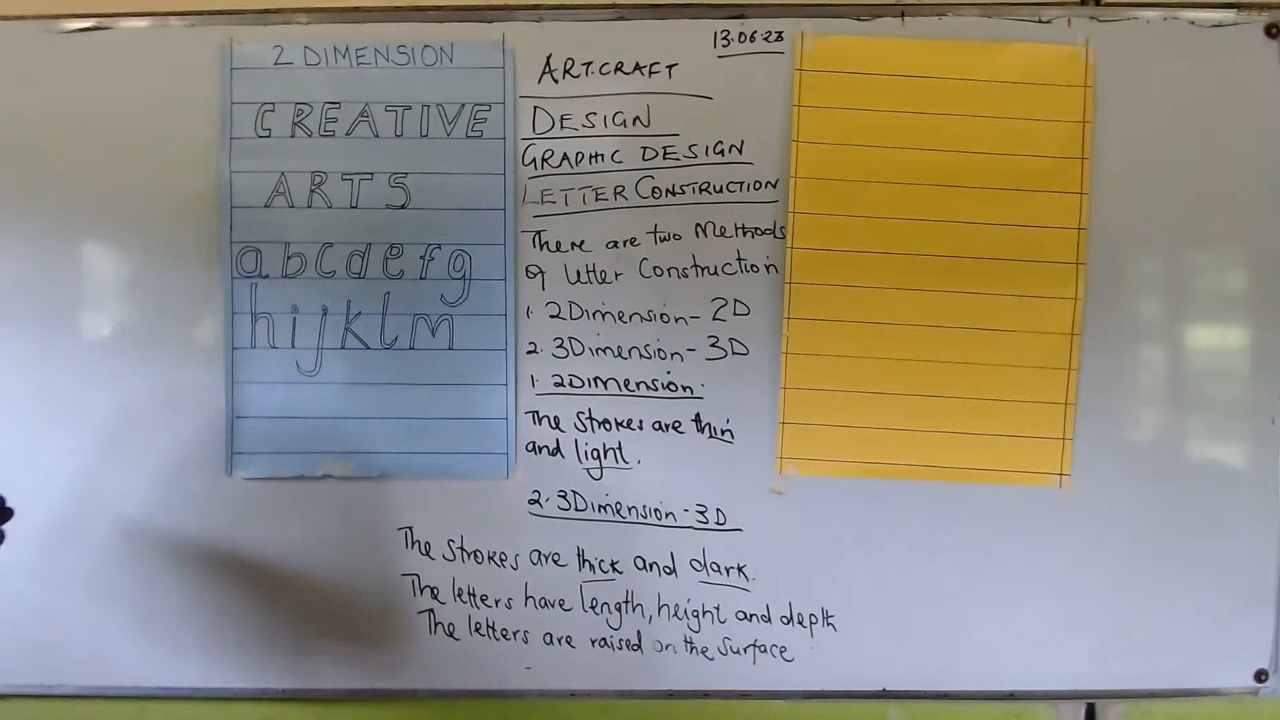 2 DIMENSION
CREATIVE
ARTS
abcdefg
hijklm
13.06.23
ART.CRAFT
DESIGN
GRAPHIC DESIGN
LETTER CONSTRUCTION
There are two Methods
of letter Construction
1. 2Dimension - 2D
2. 3Dimension - 3D
1. 2Dimension.
The Strokes are thin
and light.
2. 3Dimension - 3D
The Strokes are thick and dark.
The letters have length, height and depth
The letters are raised on the surface